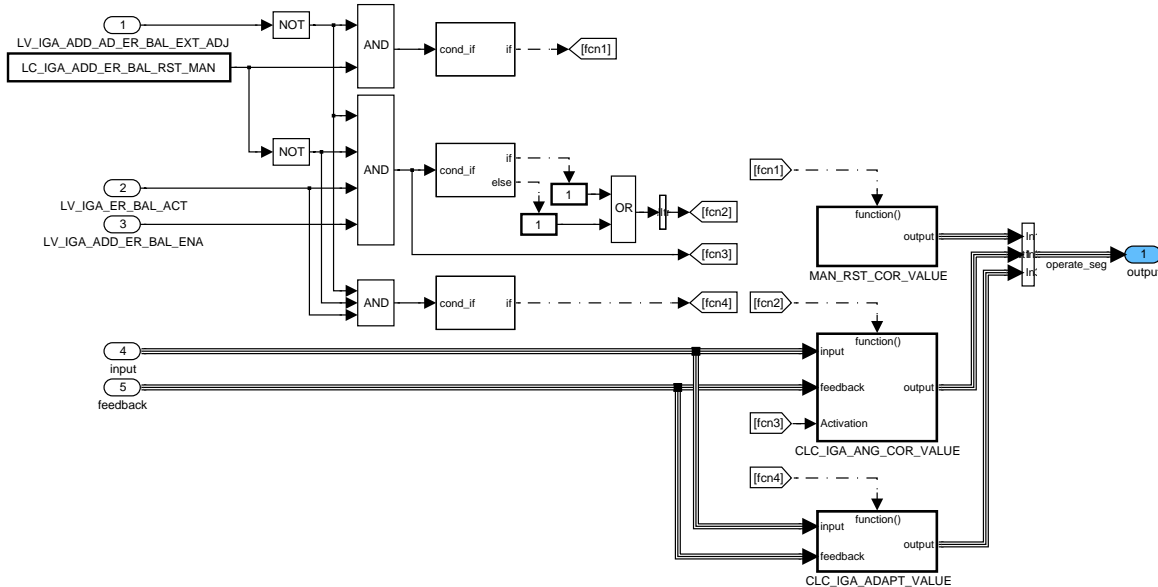 1
LV_IGA_ADD_AD_ER_BAL_EXT_ADJ
NOT
LC_IGA_ADD_ER_BAL_RST_MAN
AND
cond_if
if
[fcn1]
NOT
AND
cond_if
if
else
1
1
OR
[fcn2]
2
LV_IGA_ER_BAL_ACT
3
LV_IGA_ADD_ER_BAL_ENA
[fcn3]
AND
cond_if
if
[fcn4]
[fcn1]
function()
output
MAN_RST_COR_VALUE
operate_seg
1
output
[fcn2]
4
input
5
feedback
function()
input
feedback
output
[fcn3]
Activation
CLC_IGA_ANG_COR_VALUE
[fcn4]
function()
input
feedback
output
CLC_IGA_ADAPT_VALUE